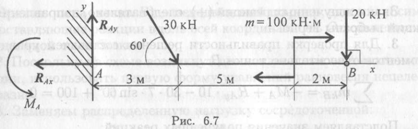 y
R_Ay
30 кН
m=100 кН·м
20 кН
60°
R_Ax
A
B
x
M_A
3 м
5 м
2 м
Рис. 6.7